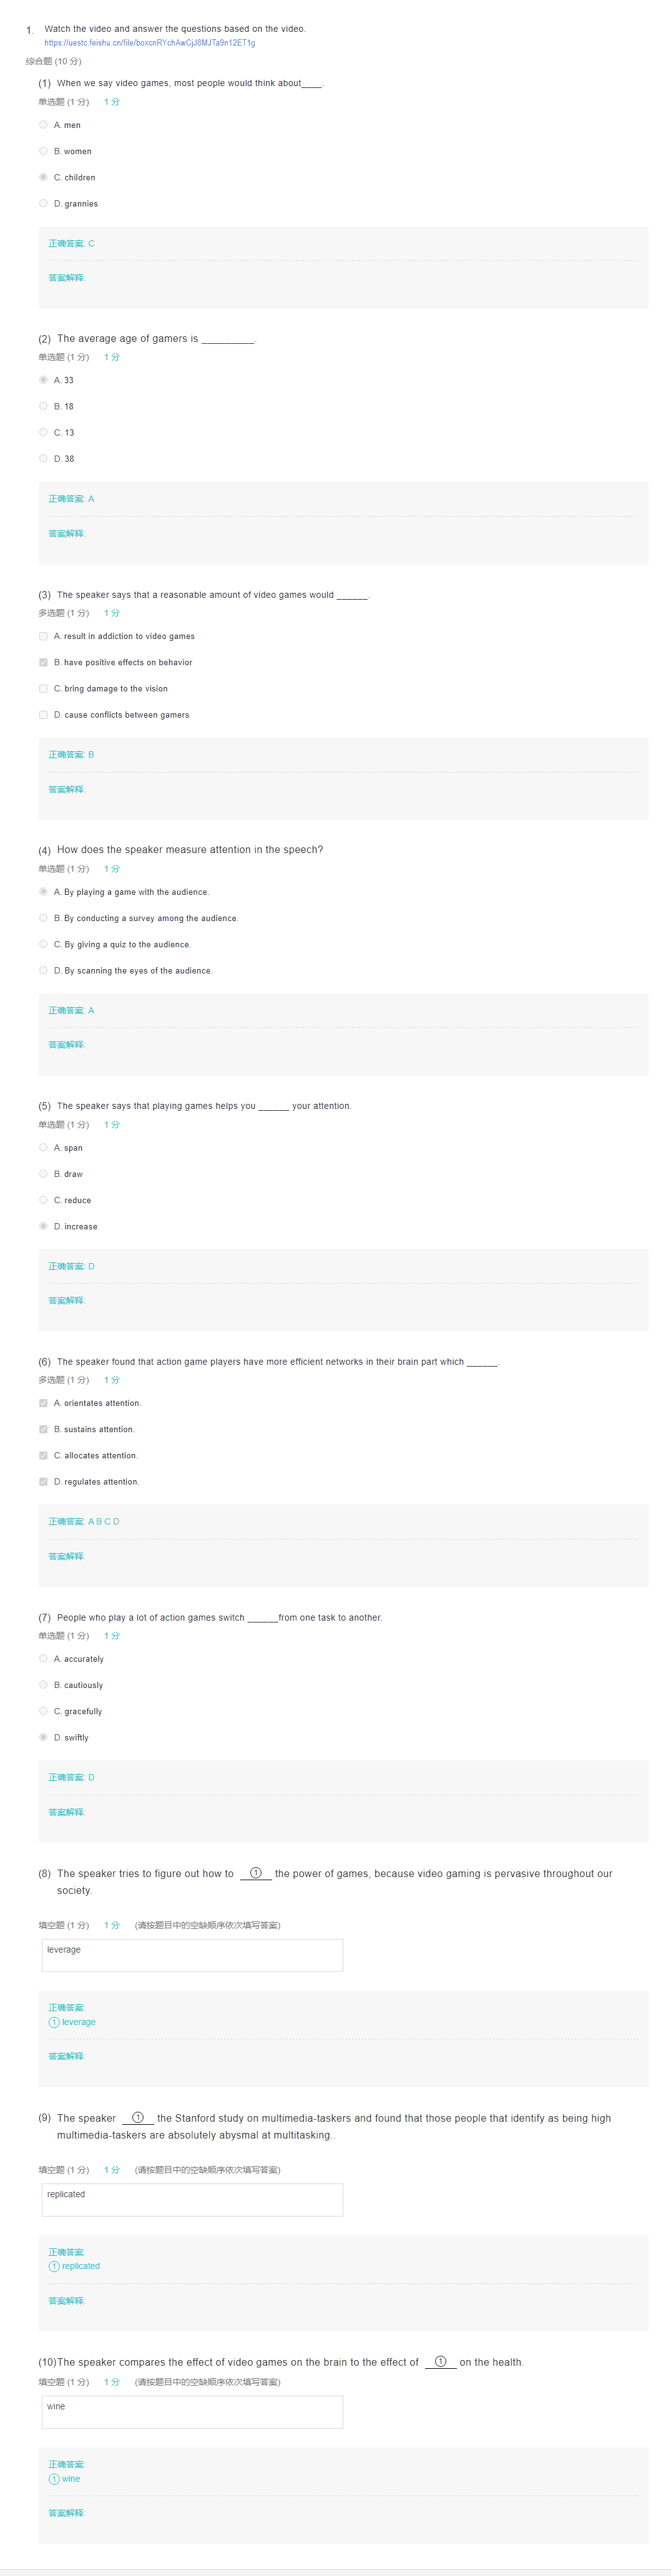 1. Watch the video and answer the questions based on the video.
https://uestc.feishu.cn/file/boxcnRYchAwCjJ8MJTa9n12ET1g
综合题 (10 分)
(1) When we say video games, most people would think about____.
单选题 (1 分) 1 分
A. men
B. women
C. children
D. grannies
正确答案: C
答案解释:
(2) The average age of gamers is _________.
单选题 (1 分) 1 分
A. 33
B. 18
C. 13
D. 38
正确答案: A
答案解释:
(3) The speaker says that a reasonable amount of video games would ______.
多选题 (1 分) 1 分
A. result in addiction to video games
B. have positive effects on behavior
C. bring damage to the vision
D. cause conflicts between gamers
正确答案: B
答案解释:
(4) How does the speaker measure attention in the speech?
单选题 (1 分) 1 分
A. By playing a game with the audience.
B. By conducting a survey among the audience.
C. By giving a quiz to the audience.
D. By scanning the eyes of the audience.
正确答案: A
答案解释:
(5) The speaker says that playing games helps you ______ your attention.
单选题 (1 分) 1 分
A. span
B. draw
C. reduce
D. increase
正确答案: D
答案解释:
(6) The speaker found that action game players have more efficient networks in their brain part which ______.
多选题 (1 分) 1 分
A. orientates attention.
B. sustains attention.
C. allocates attention.
D. regulates attention.
正确答案: A B C D
答案解释:
(7) People who play a lot of action games switch ______from one task to another.
单选题 (1 分) 1 分
A. accurately
B. cautiously
C. gracefully
D. swiftly
正确答案: D
答案解释:
(8) The speaker tries to figure out how to ① the power of games, because video gaming is pervasive throughout our
society.
填空题 (1 分) 1 分 (请按题目中的空缺顺序依次填写答案)
leverage
正确答案:
① leverage
答案解释:
(9) The speaker ① the Stanford study on multimedia-taskers and found that those people that identify as being high
multimedia-taskers are absolutely abysmal at multitasking..
填空题 (1 分) 1 分 (请按题目中的空缺顺序依次填写答案)
replicated
正确答案:
① replicated
答案解释:
(10)The speaker compares the effect of video games on the brain to the effect of ① on the health.
填空题 (1 分) 1 分 (请按题目中的空缺顺序依次填写答案)
wine
正确答案:
① wine
答案解释: